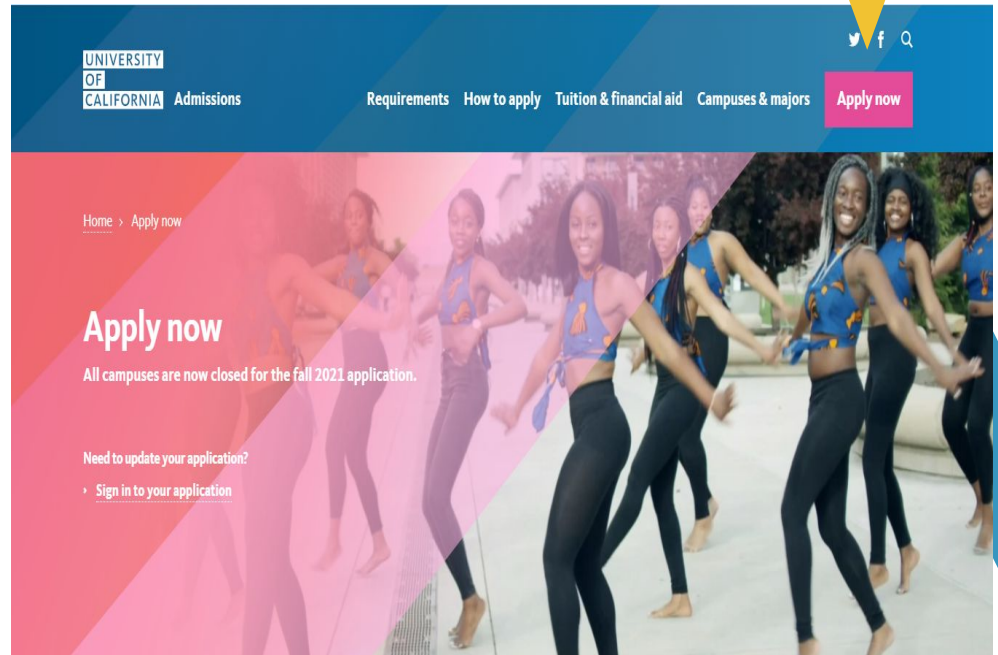 UNIVERSITY
OF
CALIFORNIA Admissions
Requirements How to apply Tuition & financial aid Campuses & majors Apply now
Home > Apply now
Apply now
All campuses are now closed for the fall 2021 application.
Need to update your application?
Sign in to your application